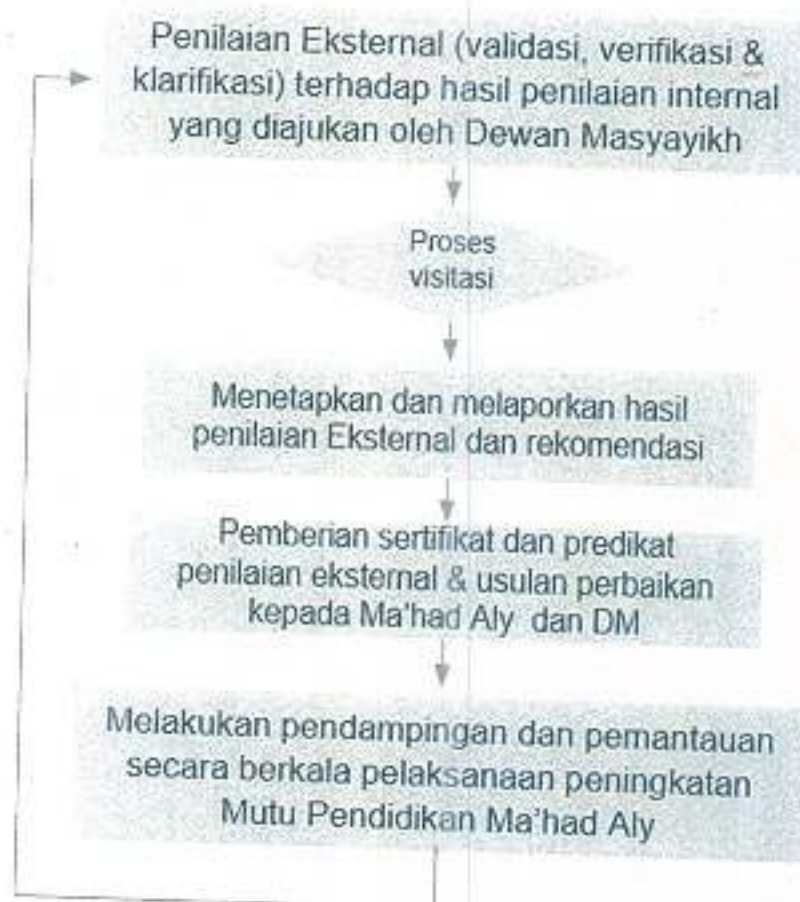 Penilaian Eksternal (validasi, verifikasi &
klarifikasi) terhadap hasil penilaian internal
yang diajukan oleh Dewan Masyayikh
Proses
visitasi
Menetapkan dan melaporkan hasil
penilaian Eksternal dan rekomendasi
Pemberian sertifikat dan predikat
penilaian eksternal & usulan perbaikan
kepada Ma'had Aly dan DM
Melakukan pendampingan dan pemantauan
secara berkala pelaksanaan peningkatan
Mutu Pendidikan Ma'had Aly